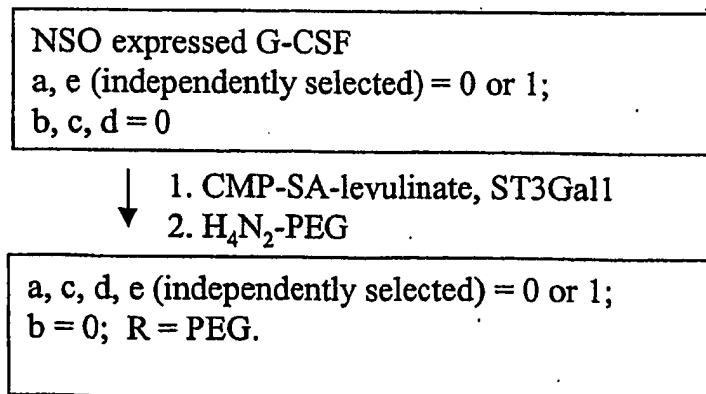 NSO expressed G-CSF
a, e (independently selected) = 0 or 1;
b, c, d = 0
1. CMP-SA-levulinate, ST3Gal1
2. H₄N₂-PEG
a, c, d, e (independently selected) = 0 or 1;
b = 0; R = PEG.